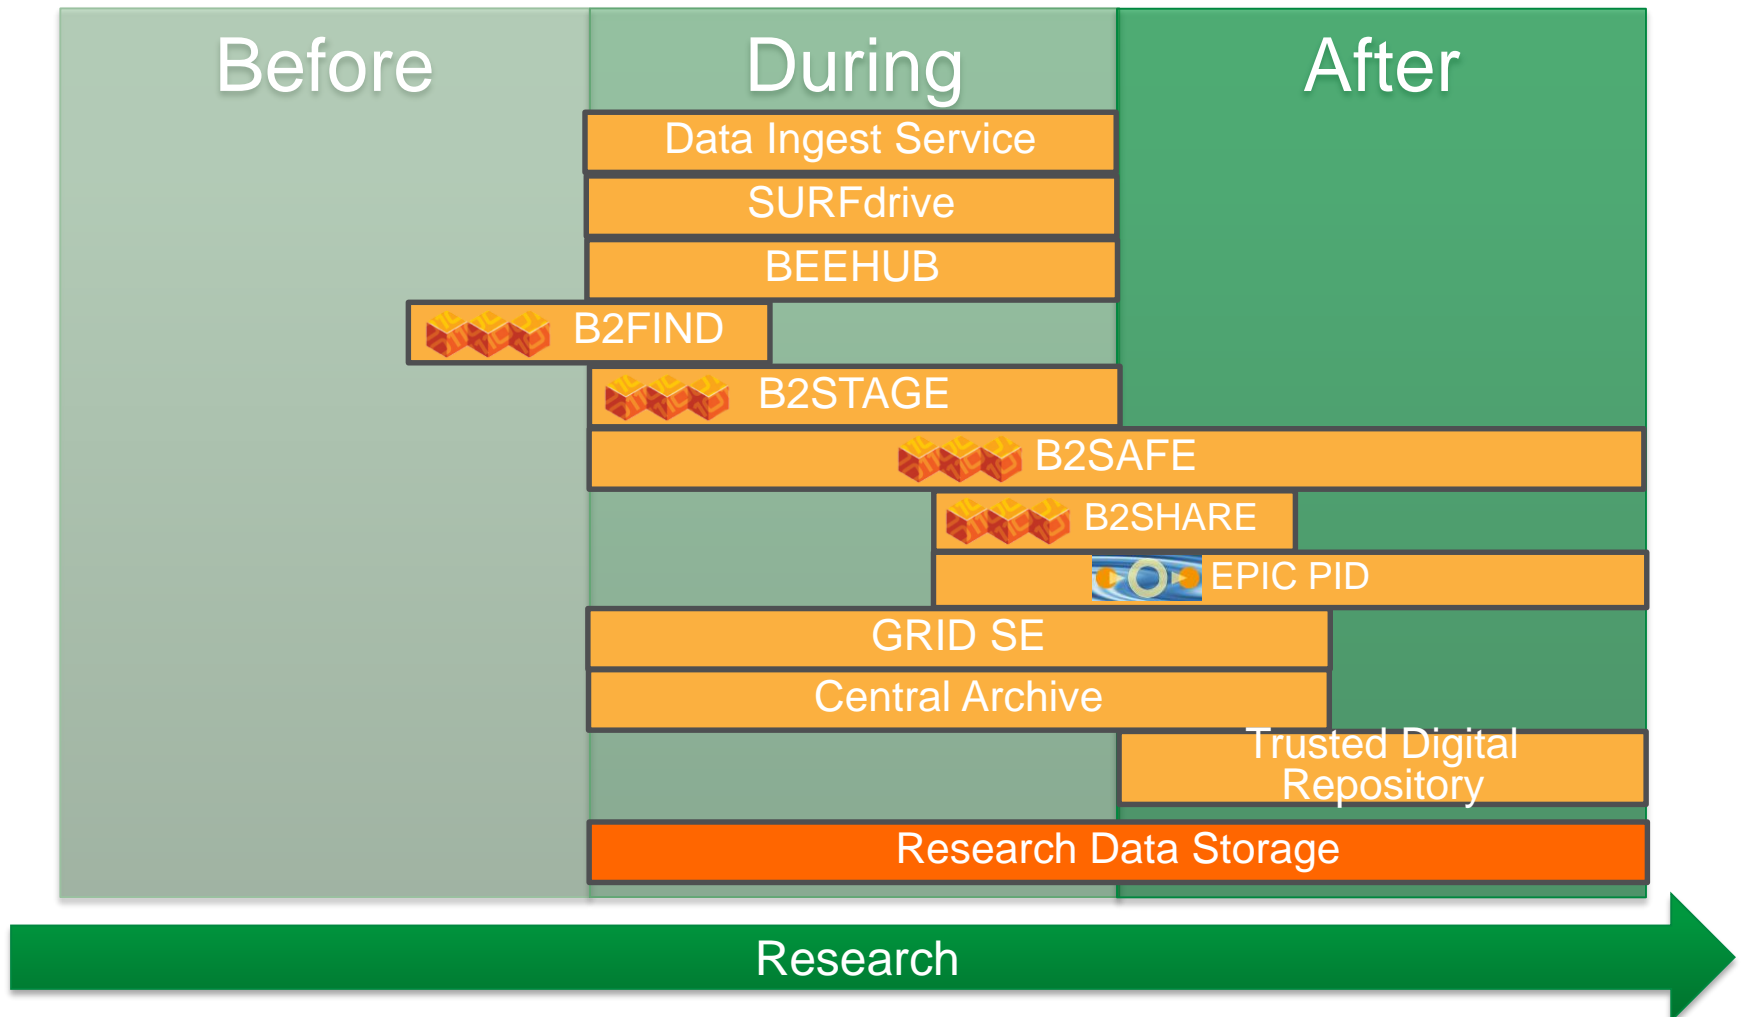 Before
During
After
Data Ingest Service
SURFdrive
BEEHUB
B2FIND
B2STAGE
B2SAFE
B2SHARE
EPIC PID
GRID SE
Central Archive
Trusted Digital
Repository
Research Data Storage
Research